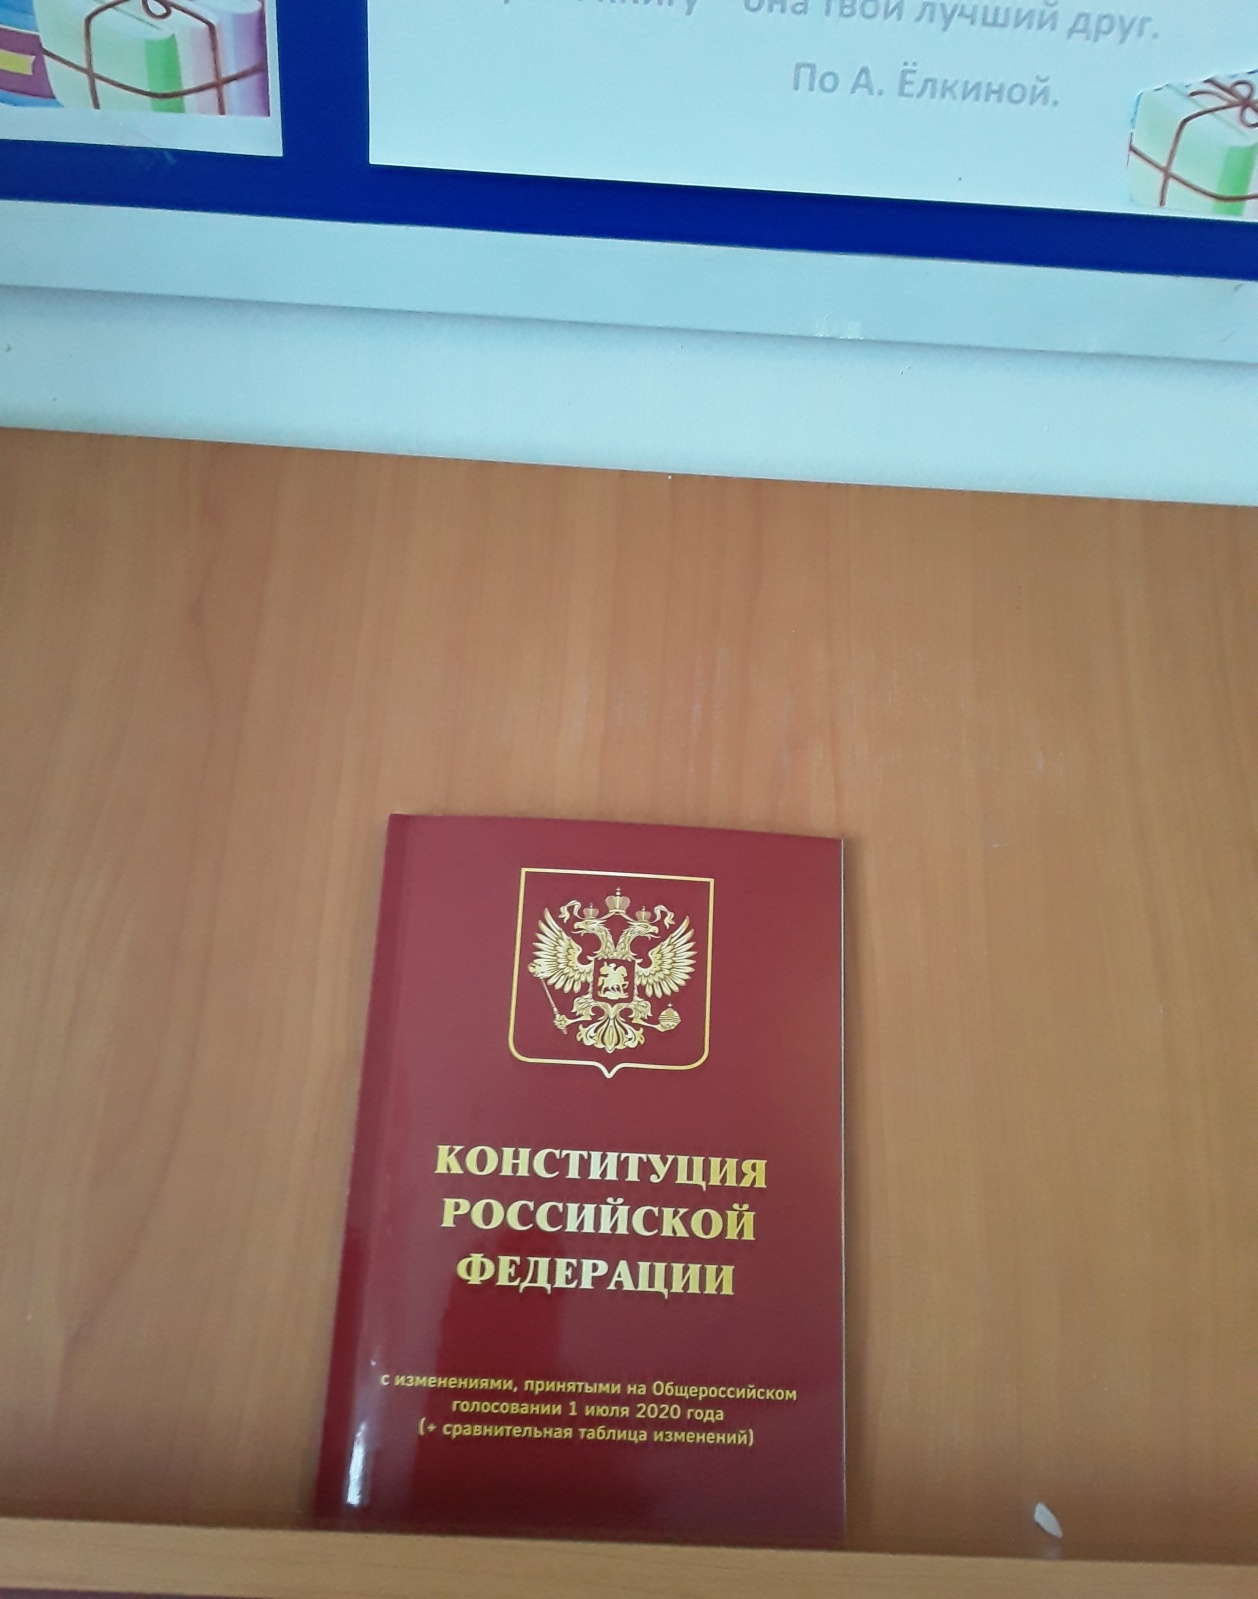 она твой лучший друг.
По А. Ёлкиной.
КОНСТИТУЦИЯ
РОССИЙСКОЙ
ФЕДЕРАЦИИ
с изменениями, принятыми на Общероссийском
голосовании 1 июля 2020 года
(+ сравнительная таблица изменений)